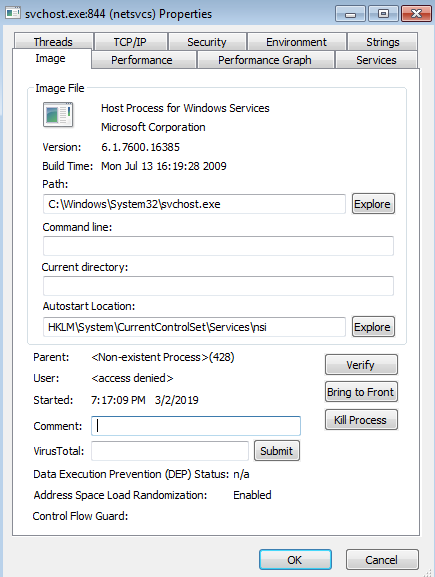 svchost.exe:844 (netsvcs) Properties
Threads TCP/IP Security Environment Strings
Image Performance Performance Graph Services
Image File
Host Process for Windows Services
Microsoft Corporation
Version: 6.1.7600.16385
Build Time: Mon Jul 13 16:19:28 2009
Path:
C:\Windows\System32\svchost.exe Explore
Command line:
Current directory:
Autostart Location:
HKLM\System\CurrentControlSet\Services\nsi Explore
Parent: <Non-existent Process>(428) Verify
User: <access denied> Bring to Front
Started: 7:17:09 PM 3/2/2019 Kill Process
Comment:
VirusTotal: Submit
Data Execution Prevention (DEP) Status: n/a
Address Space Load Randomization: Enabled
Control Flow Guard:
OK Cancel